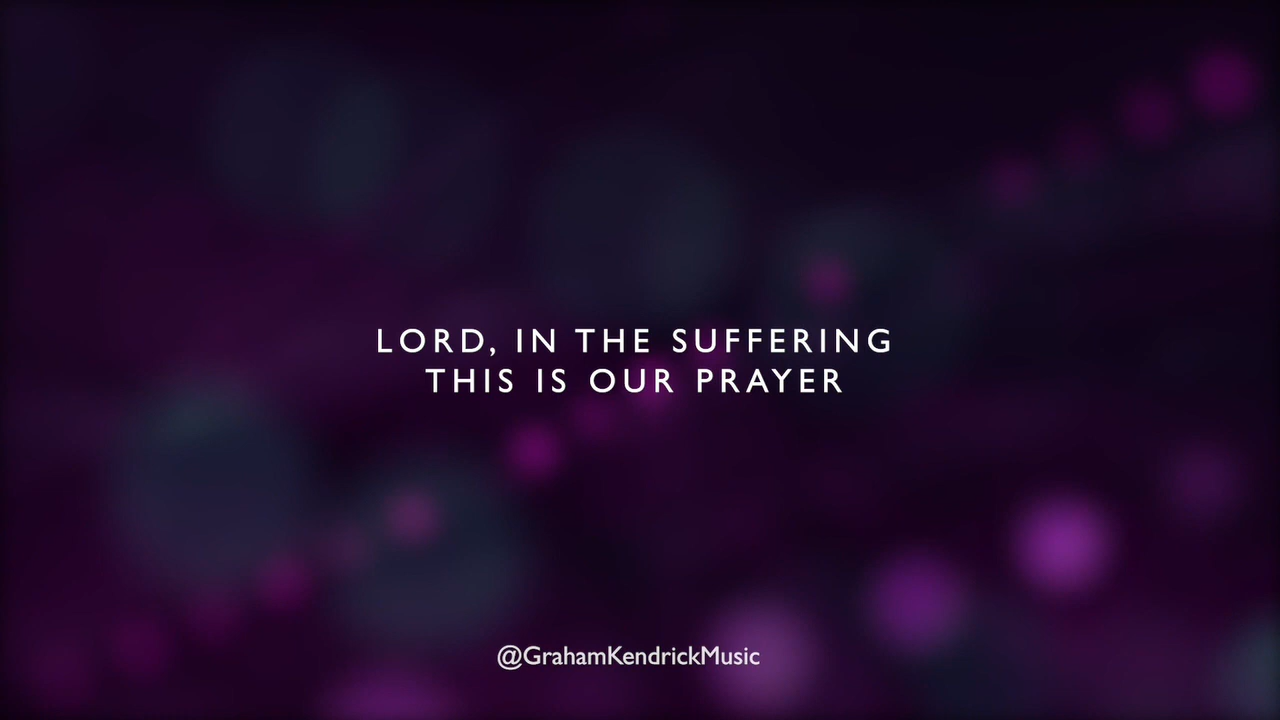 LORD, IN THE SUFFERING
THIS IS OUR PRAYER
@GrahamKendrickMusic